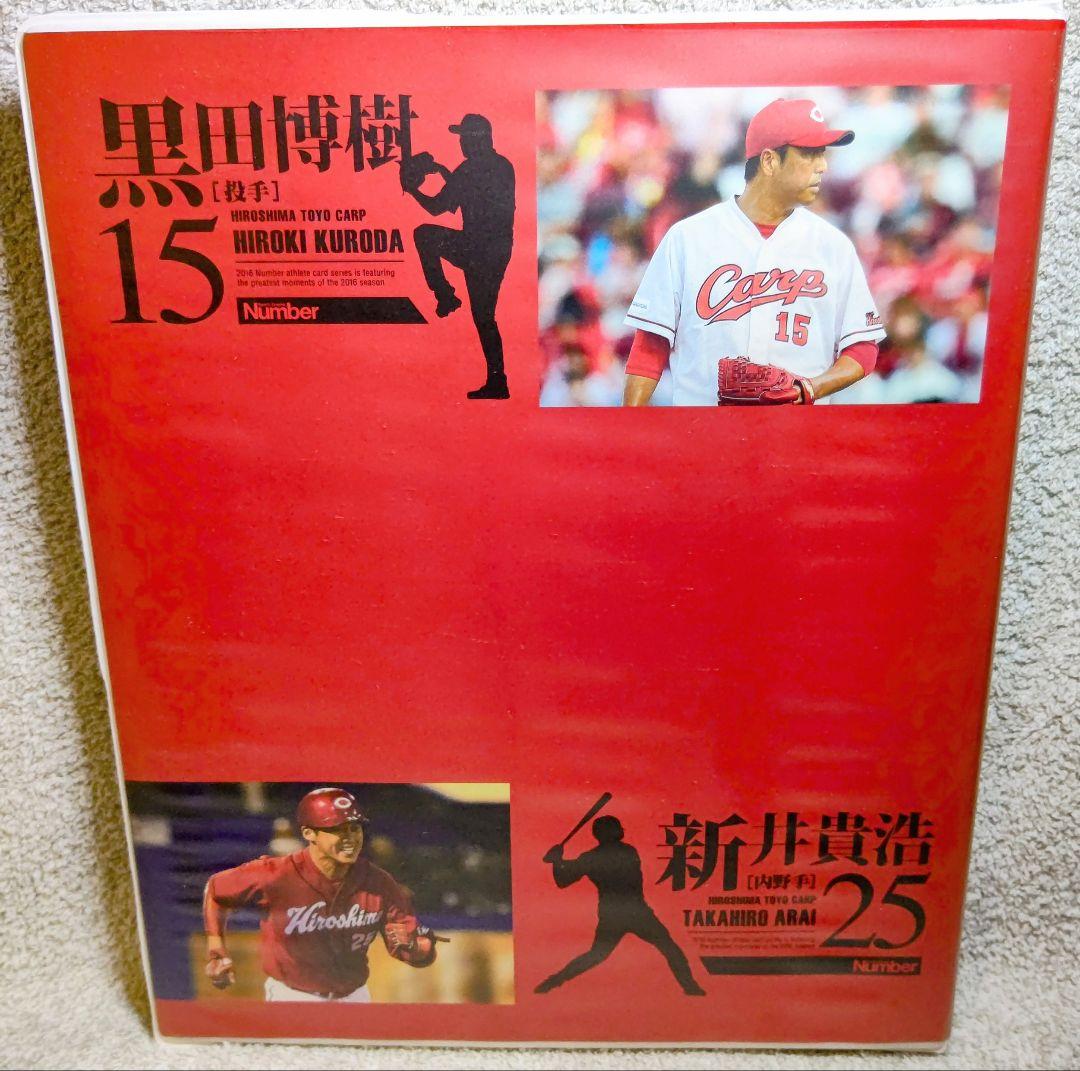 黒田博樹
[投手]
15
HIROSHIMA TOYO CARP
HIROKI KURODA
2016 Number athlete card series is featuring
the greatest moments of the 2016 season
Number
C
Carp
15
C
Hiroshima
25
新井貴浩
[内野手]
25
HIROSHIMA TOYO CARP
TAKAHIRO ARAI
Number